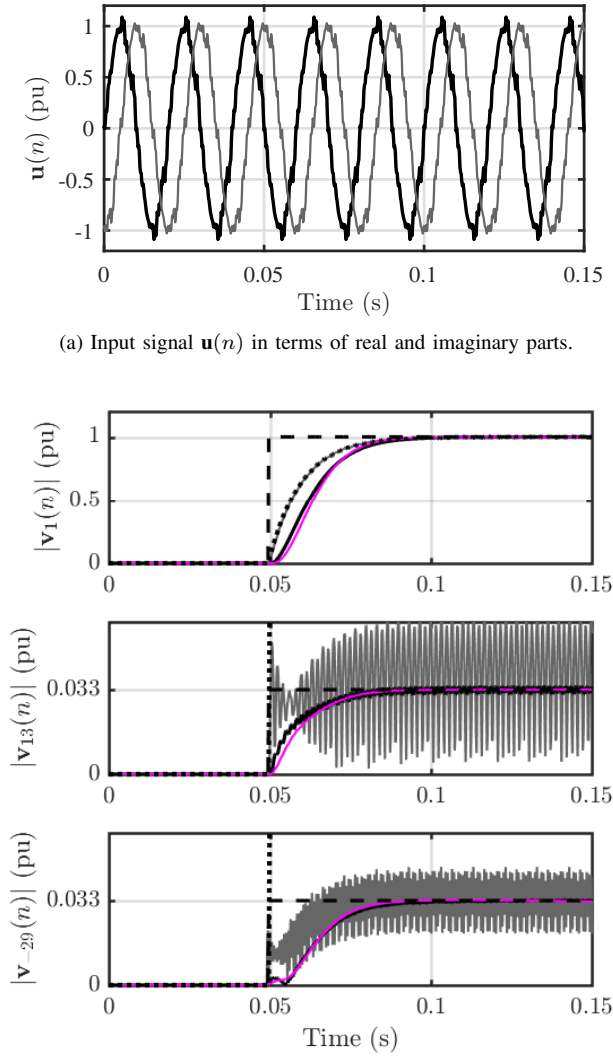 1
0.5
0
-0.5
-1
u(n) (pu)
0 0.05 0.1 0.15
Time (s)
(a) Input signal u(n) in terms of real and imaginary parts.
1
0.5
0
|v₁(n)| (pu)
0 0.05 0.1 0.15
0.033
0
|v₁₃(n)| (pu)
0 0.05 0.1 0.15
0.033
0
|v₋₂₉(n)| (pu)
0 0.05 0.1 0.15
Time (s)